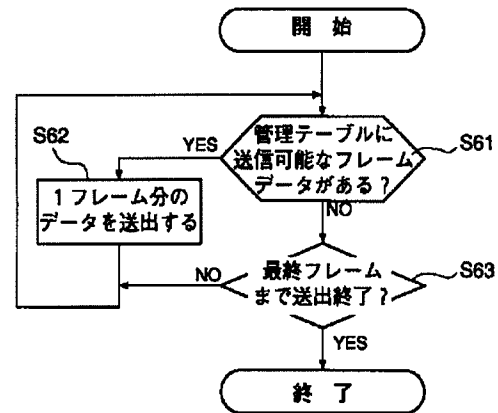 開 始
管理テーブルに
送信可能なフレーム
データがある?
S61
YES
S62
1フレーム分の
データを送出する
NO
最終フレーム
まで送出終了?
S63
NO
YES
終 了